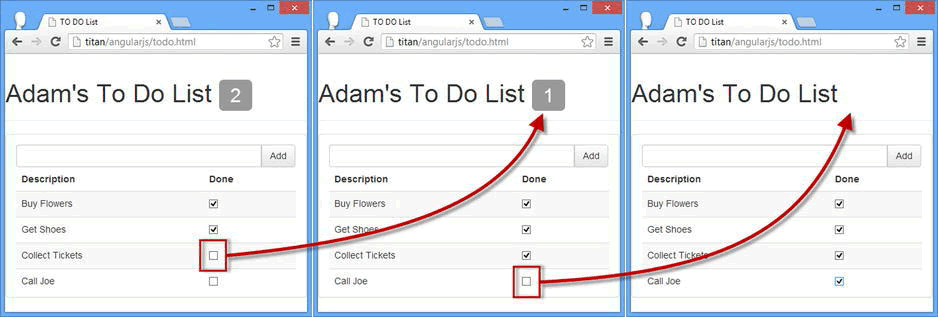 TO DO List
titan/angularjs/todo.html
Adam's To Do List 2
Add
Description Done
Buy Flowers
Get Shoes
Collect Tickets
Call Joe
TO DO List
titan/angularjs/todo.html
Adam's To Do List 1
Add
Description Done
Buy Flowers
Get Shoes
Collect Tickets
Call Joe
TO DO List
titan/angularjs/todo.html
Adam's To Do List
Add
Description Done
Buy Flowers
Get Shoes
Collect Tickets
Call Joe